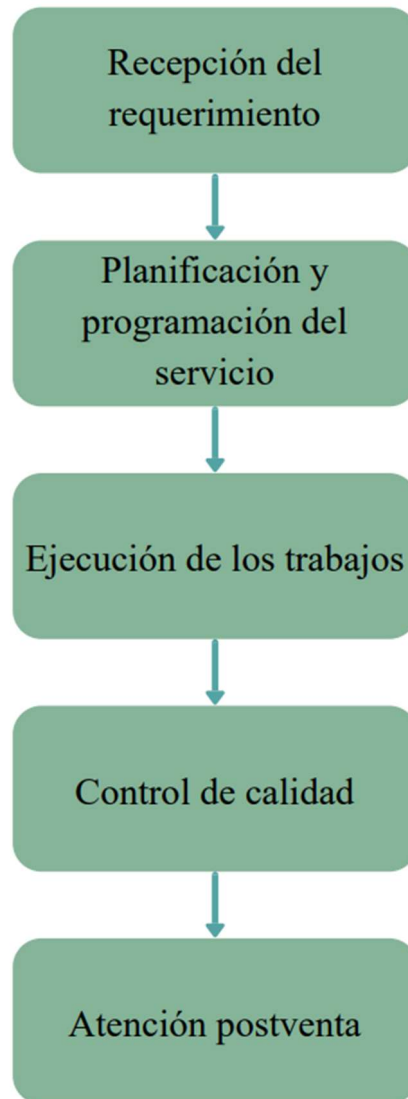 Recepción del
requerimiento
Planificación y
programación del
servicio
Ejecución de los trabajos
Control de calidad
Atención postventa